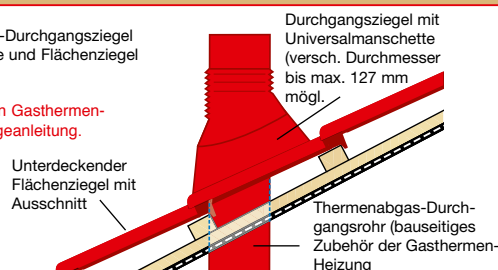 -Durchgangsziegel
e und Flächenziegel
n Gasthermen-
geanleitung.
Durchgangsziegel mit
Universalmanschette
(versch. Durchmesser
bis max. 127 mm
mögl.
Unterdeckender
Flächenziegel mit
Ausschnitt
Thermenabgas-Durch-
gangsrohr (bauseitiges
Zubehör der Gasthermen-
Heizung